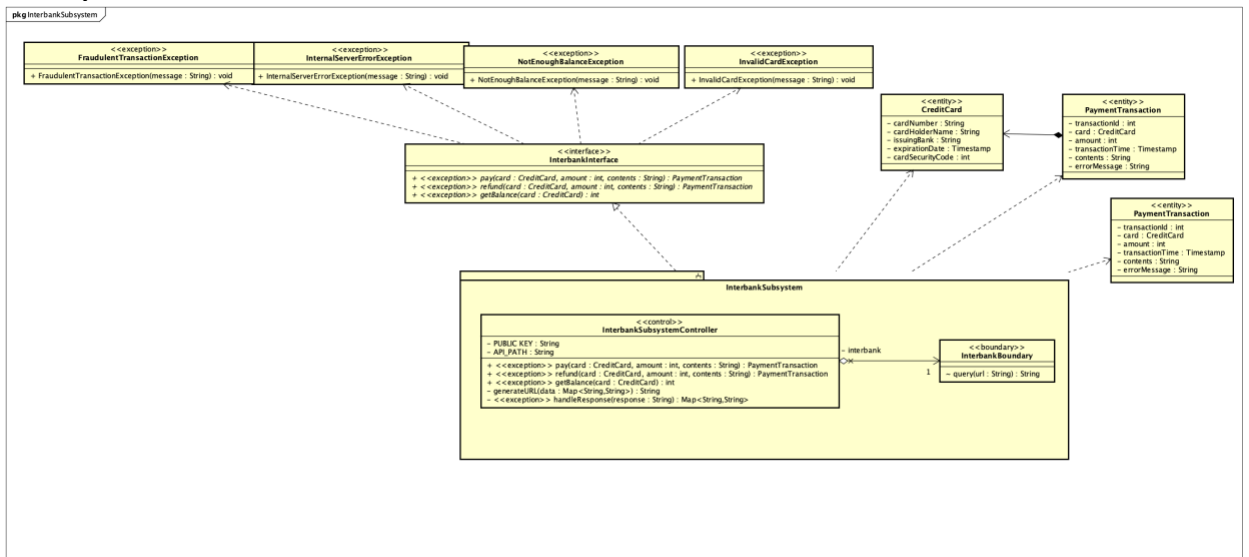 pkg InterbankSubsystem
<<exception>>
FraudulentTransactionException
+ FraudulentTransactionException(message : String) : void
<<exception>>
InternalServerErrorException
+ InternalServerErrorException(message : String) : void
<<exception>>
NotEnoughBalanceException
+ NotEnoughBalanceException(message : String) : void
<<exception>>
InvalidCardException
+ InvalidCardException(message : String) : void
<<entity>>
CreditCard
- cardNumber : String
- cardHolderName : String
- issuingBank : String
- expirationDate : Timestamp
- cardSecurityCode : int
<<entity>>
PaymentTransaction
- transactionId : int
- card : CreditCard
- amount : int
- transactionTime : Timestamp
- contents : String
- errorMessage : String
<<interface>>
InterbankInterface
+ <<exception>> pay(card : CreditCard, amount : int, contents : String) : PaymentTransaction
+ <<exception>> refund(card : CreditCard, amount : int, contents : String) : PaymentTransaction
+ <<exception>> getBalance(card : CreditCard) : int
<<entity>>
PaymentTransaction
- transactionId : int
- card : CreditCard
- amount : int
- transactionTime : Timestamp
- contents : String
- errorMessage : String
InterbankSubsystem
<<control>>
InterbankSubsystemController
- PUBLIC KEY : String
- API_PATH : String
+ <<exception>> pay(card : CreditCard, amount : int, contents : String) : PaymentTransaction
+ <<exception>> refund(card : CreditCard, amount : int, contents : String) : PaymentTransaction
+ <<exception>> getBalance(card : CreditCard) : int
- generateURL(data : Map<String,String>) : String
- <<exception>> handleResponse(response : String) : Map<String,String>
- interbank
1
<<boundary>>
InterbankBoundary
- query(url : String) : String